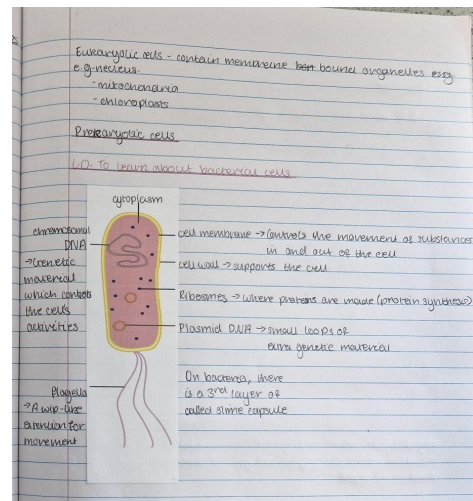 Eukaryotic cells - contain membrane bound organelles
e.g-nucleus.
-mitochondria
-chloroplasts
Prokaryotic cells
L.O. To learn about bacterial cells
cytoplasm
chromosomal
DNA
→Genetic
material
which controls
the cells
activities
cell membrane → Controls the movement of substances
in and out of the cell
cell wall → supports the cell
Ribosomes → where proteins are made (protein synthesis)
Plasmid DNA → small loops of
extra genetic material
Flagella
→A wip-like
extention for
movement
On bacteria, there
is a 3rd layer of
called slime capsule